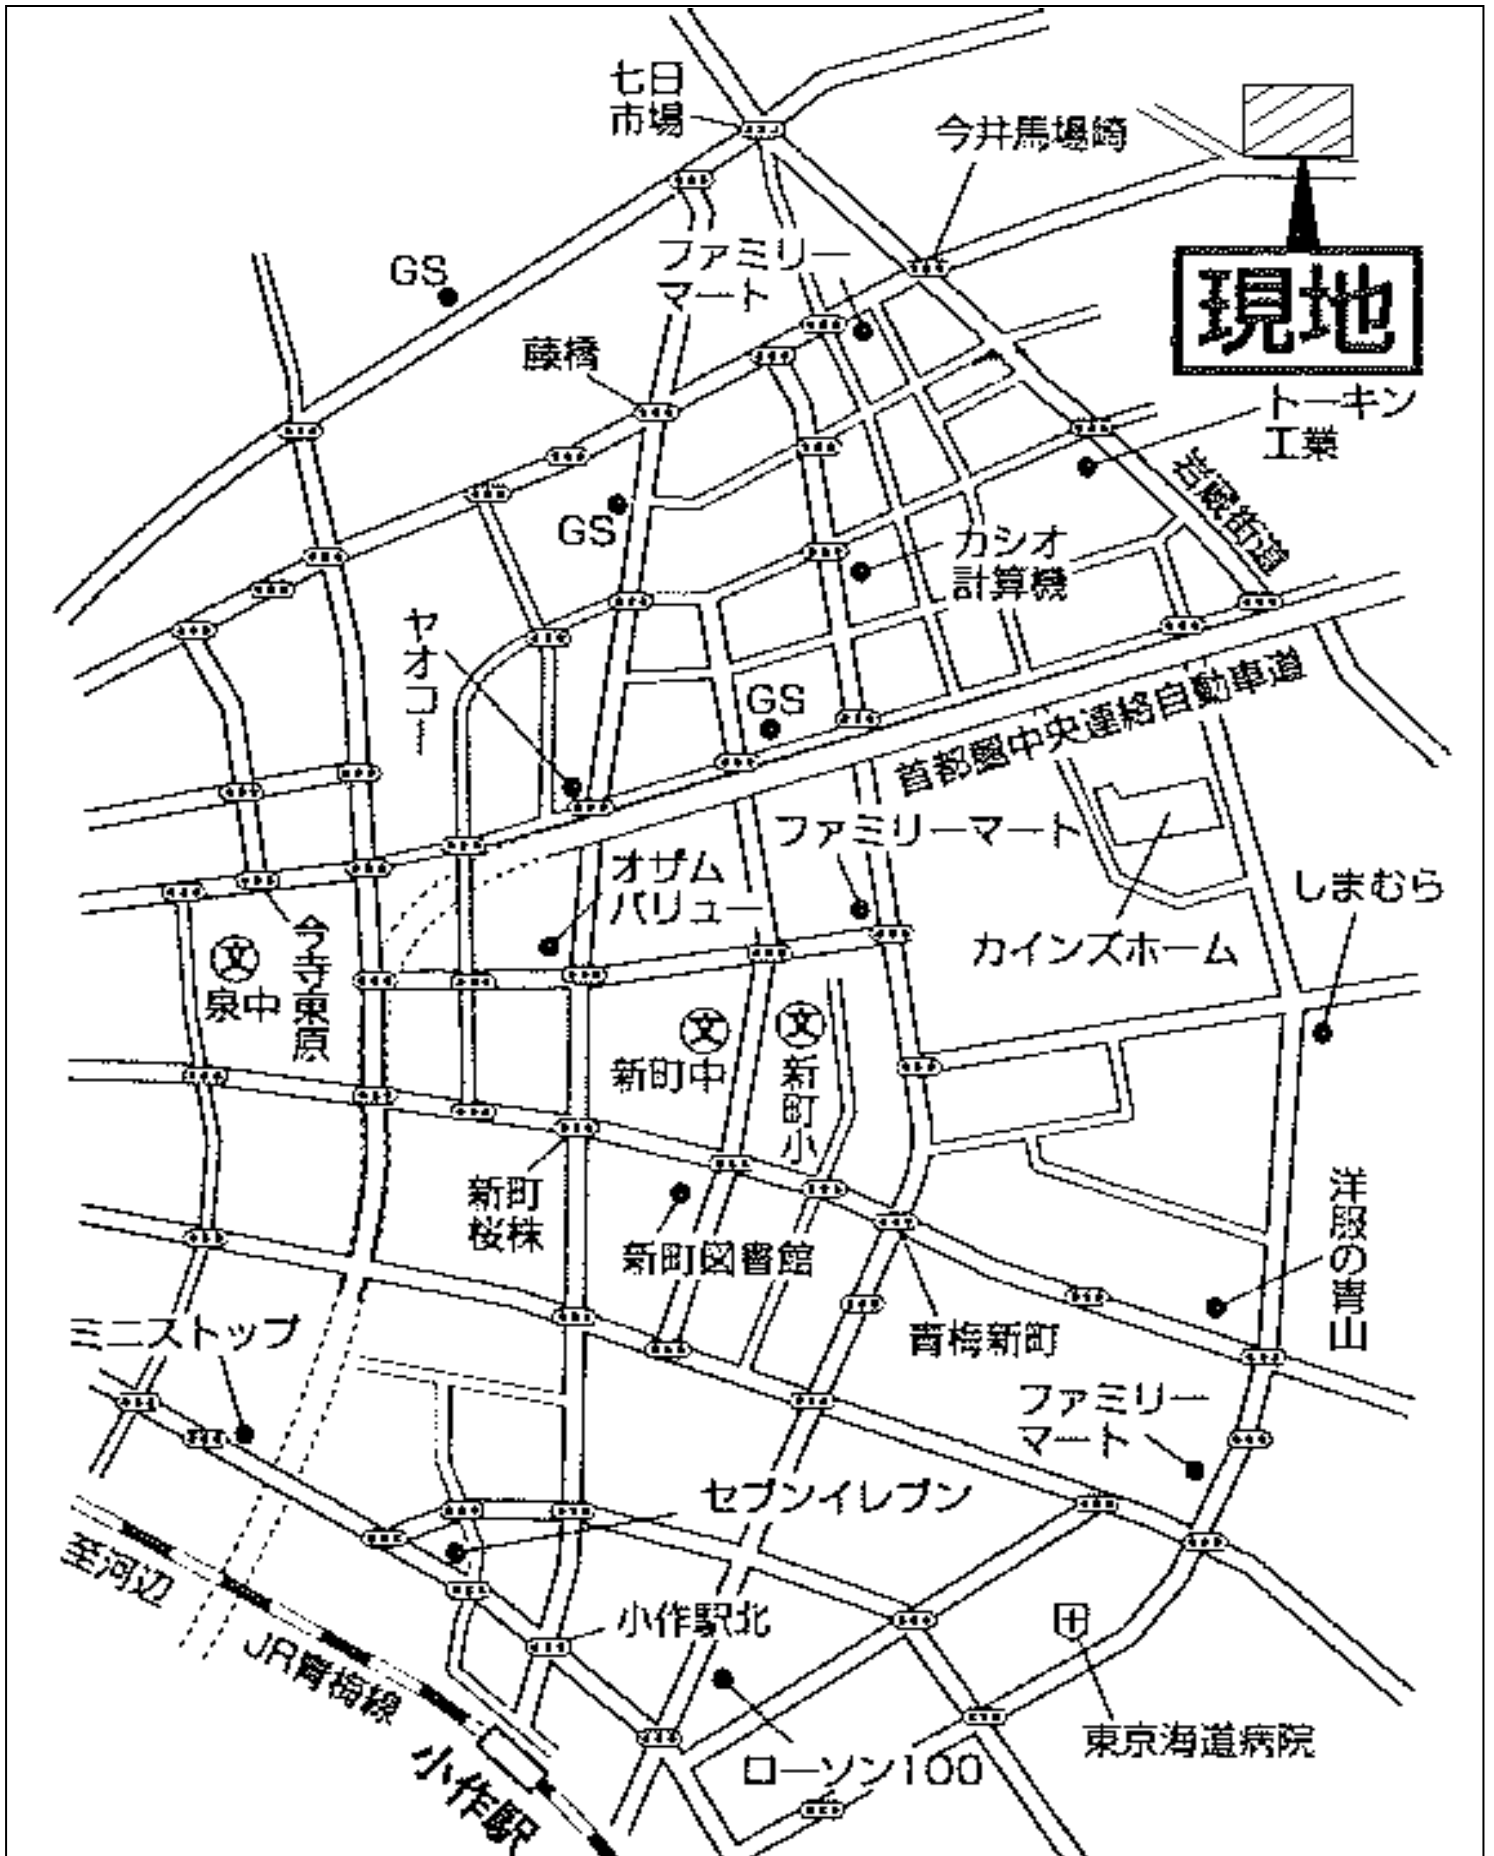 七日
市場
今井馬場崎
ファミリー
マート
GS
現地
藤橋
トーキン
工業
岩蔵街道
GS
カシオ
計算機
ヤオコー
GS
首都圏中央連絡自動車道
ファミリーマート
オザム
バリュー
しまむら
カインズホーム
今寺東原
文
泉中
文
新町中
文
新町小
新町
桜株
新町図書館
洋服の青山
青梅新町
ミニストップ
ファミリー
マート
セブンイレブン
至河辺
小作駅北
JR青梅線
東京海道病院
ローソン100
小作駅